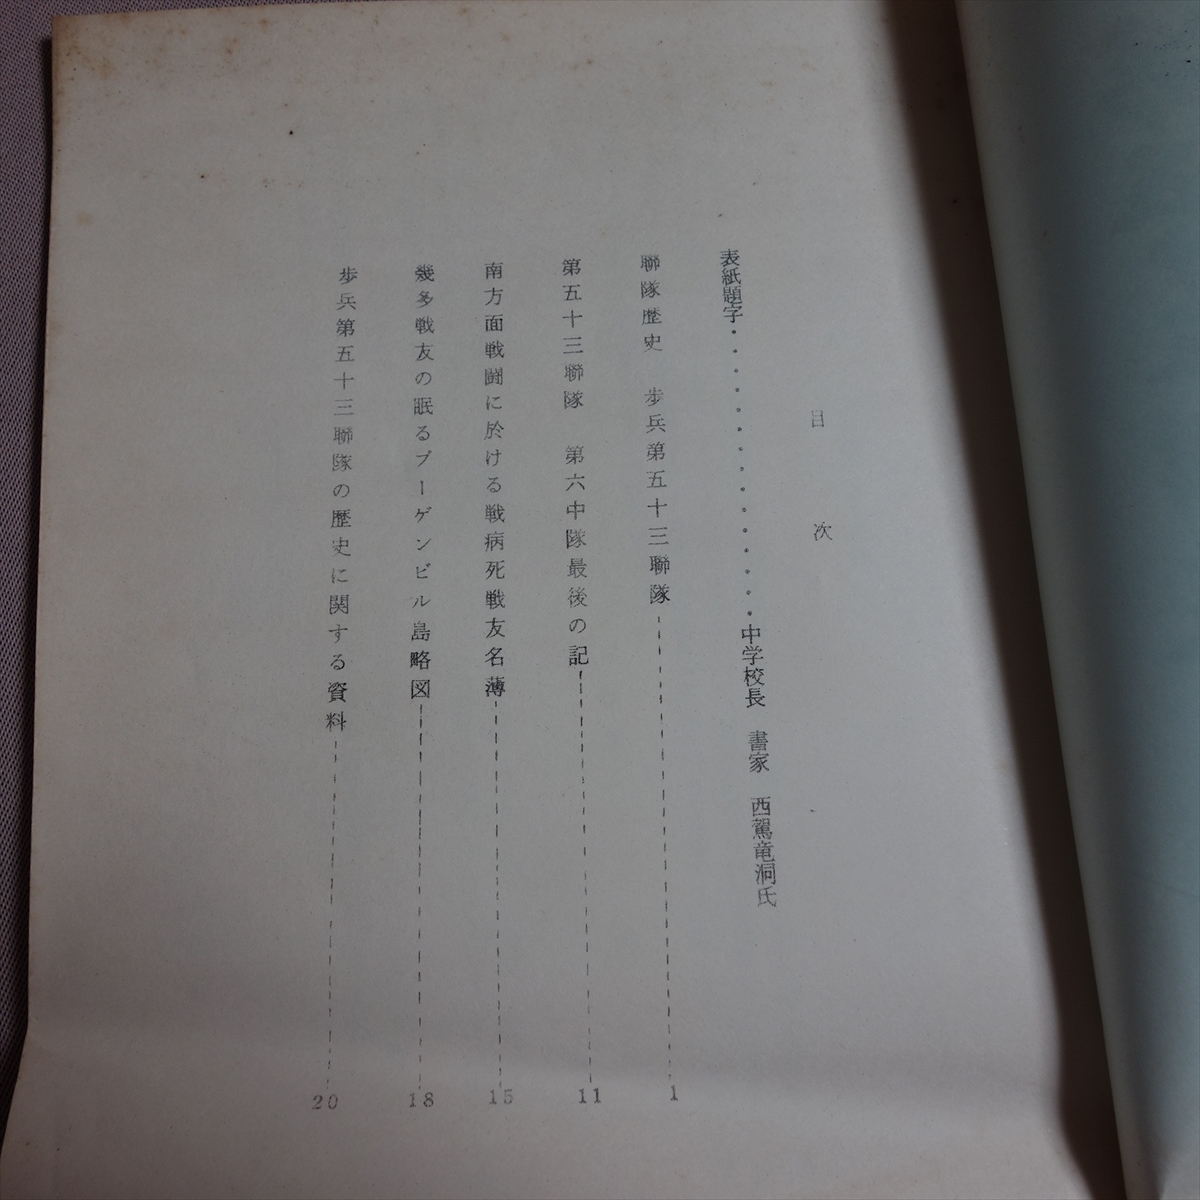 目次
表紙題字・・・・・・・・・・・・・・・中学校長　書家　西鴛竜洞氏
聯隊歴史　歩兵第五十三聯隊 1
第五十三聯隊　第六中隊最後の記 11
南方面戦闘に於ける戦病死戦友名薄 15
幾多戦友の眠るブーゲンビル島略図 18
歩兵第五十三聯隊の歴史に関する資料 20